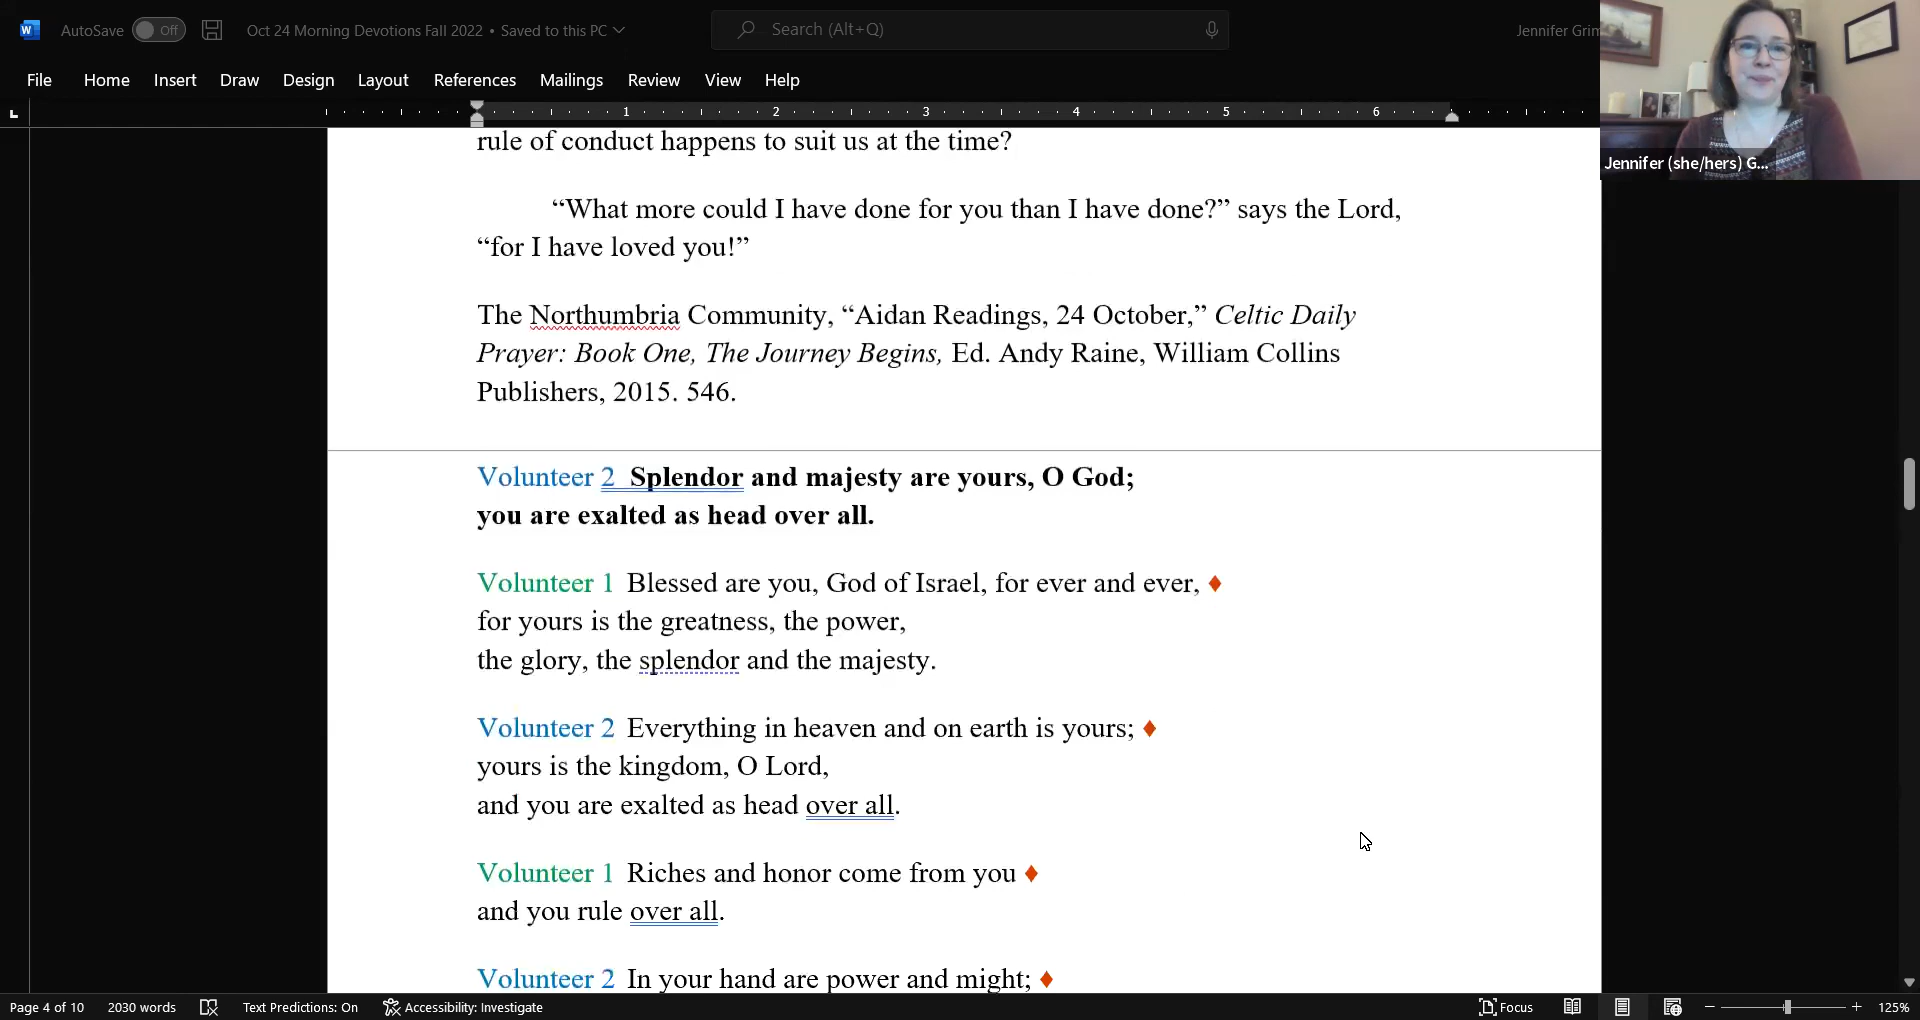 AutoSave Off Oct 24 Morning Devotions Fall 2022 • Saved to this PC Search (Alt+Q) Jennifer Grim
File Home Insert Draw Design Layout References Mailings Review View Help
1 2 3 4 5 6
Jennifer (she/hers) G...
rule of conduct happens to suit us at the time?
“What more could I have done for you than I have done?” says the Lord,
“for I have loved you!”
The Northumbria Community, “Aidan Readings, 24 October,” Celtic Daily
Prayer: Book One, The Journey Begins, Ed. Andy Raine, William Collins
Publishers, 2015. 546.
Volunteer 2 Splendor and majesty are yours, O God;
you are exalted as head over all.
Volunteer 1 Blessed are you, God of Israel, for ever and ever, ♦
for yours is the greatness, the power,
the glory, the splendor and the majesty.
Volunteer 2 Everything in heaven and on earth is yours; ♦
yours is the kingdom, O Lord,
and you are exalted as head over all.
Volunteer 1 Riches and honor come from you ♦
and you rule over all.
Volunteer 2 In your hand are power and might; ♦
Page 4 of 10 2030 words Text Predictions: On Accessibility: Investigate Focus 125%